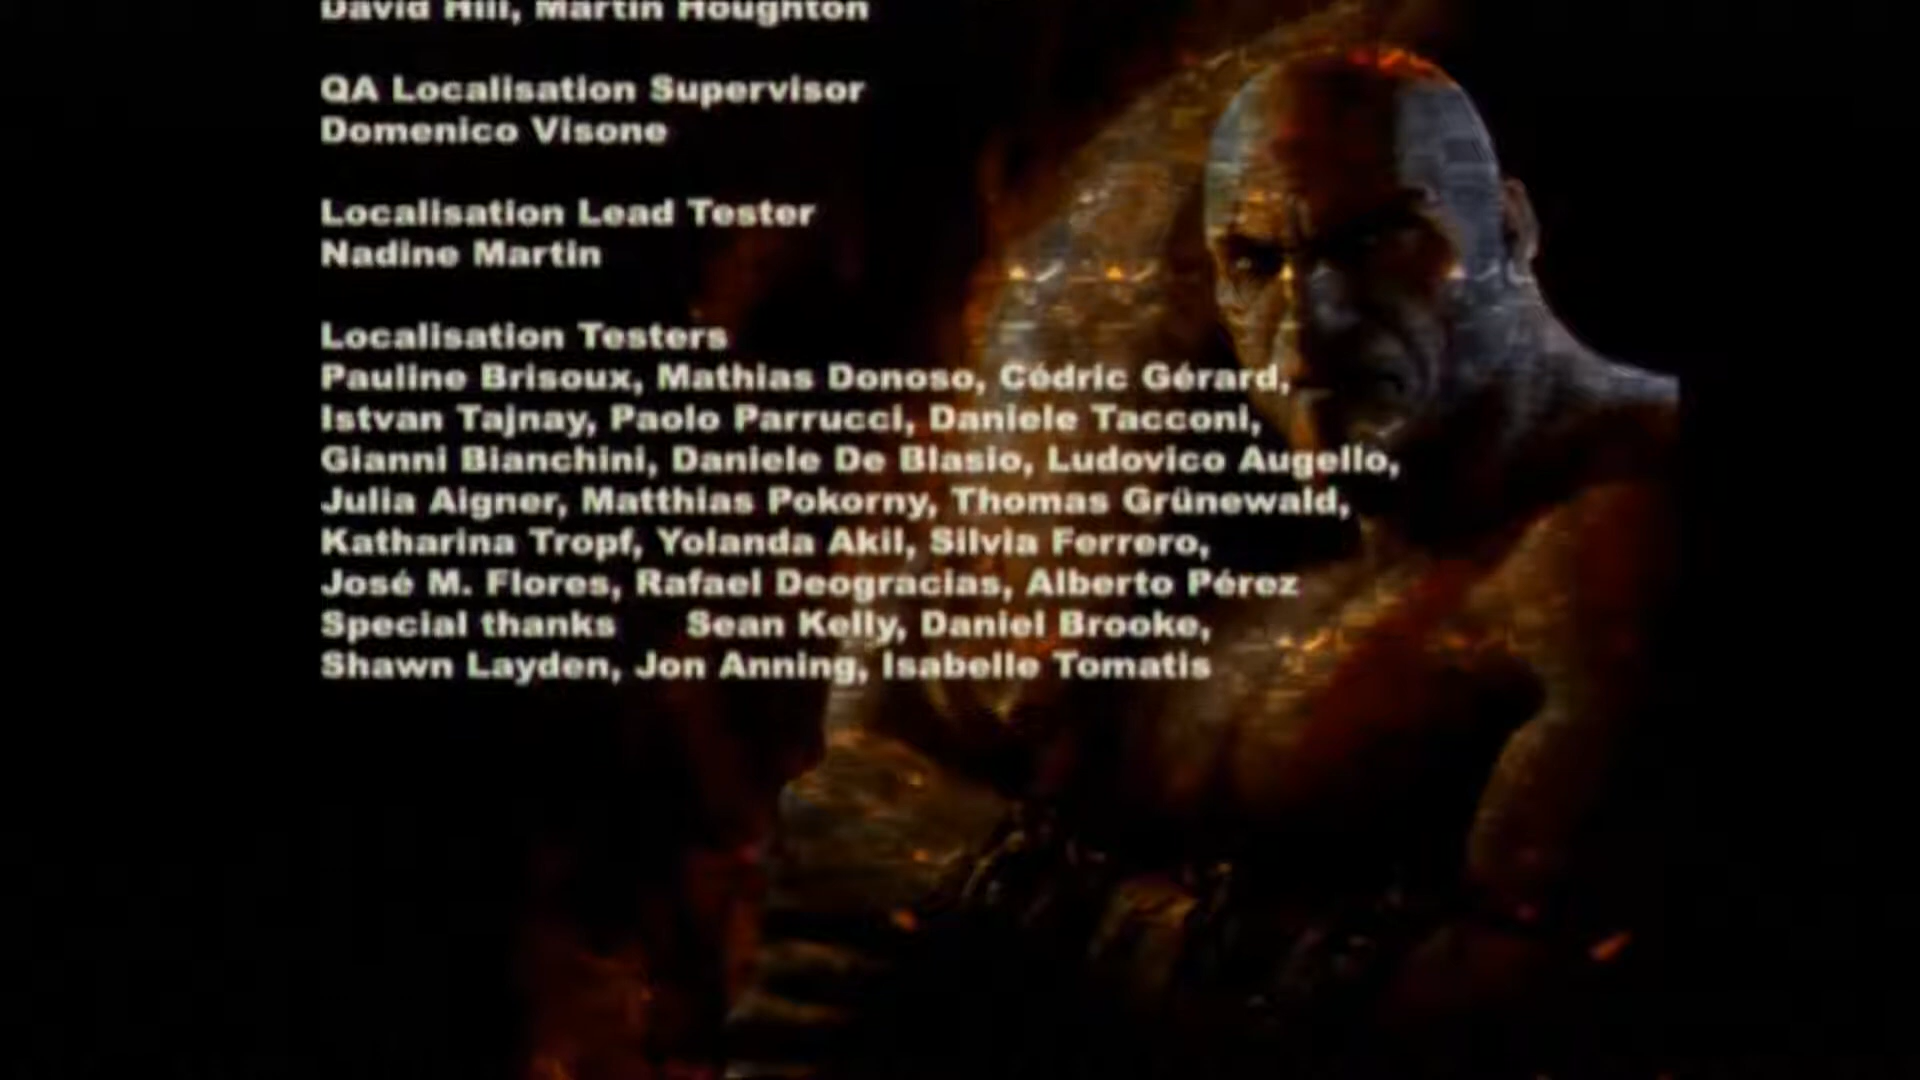 David Hill, Martin Houghton
QA Localisation Supervisor
Domenico Visone
Localisation Lead Tester
Nadine Martin
Localisation Testers
Pauline Brisoux, Mathias Donoso, Cédric Gérard,
Istvan Tajnay, Paolo Parrucci, Daniele Tacconi,
Gianni Bianchini, Daniele De Blasio, Ludovico Augello,
Julia Aigner, Matthias Pokorny, Thomas Grünewald,
Katharina Tropf, Yolanda Akil, Silvia Ferrero,
José M. Flores, Rafael Deogracias, Alberto Pérez
Special thanks Sean Kelly, Daniel Brooke,
Shawn Layden, Jon Anning, Isabelle Tomatis